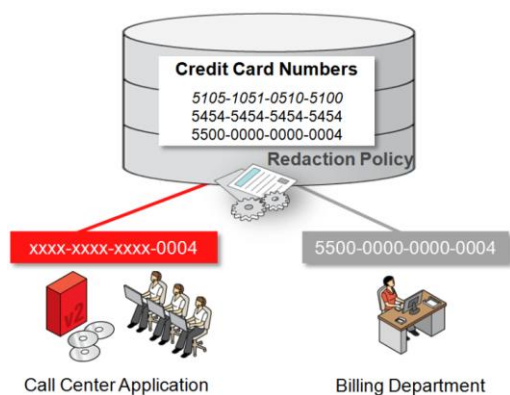 Credit Card Numbers
5105-1051-0510-5100
5454-5454-5454-5454
5500-0000-0000-0004
Redaction Policy
xxxx-xxxx-xxxx-0004
5500-0000-0000-0004
v2
Call Center Application
Billing Department